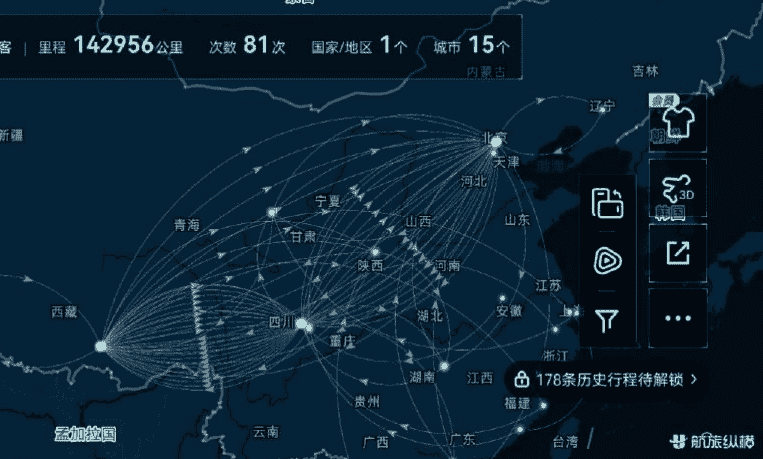 客 | 里程 142956公里 次数 81次 国家/地区 1个 城市 15个
内蒙古
吉林
辽宁
新疆
北京
朝鲜
天津
河北
3D
宁夏
青海
山西
山东
韩国
甘肃
陕西
河南
江苏
西藏
四川
湖北
安徽
上海
重庆
浙江
湖南
江西
178条历史行程待解锁
贵州
福建
孟加拉国
云南
广西
广东
台湾
航旅纵横